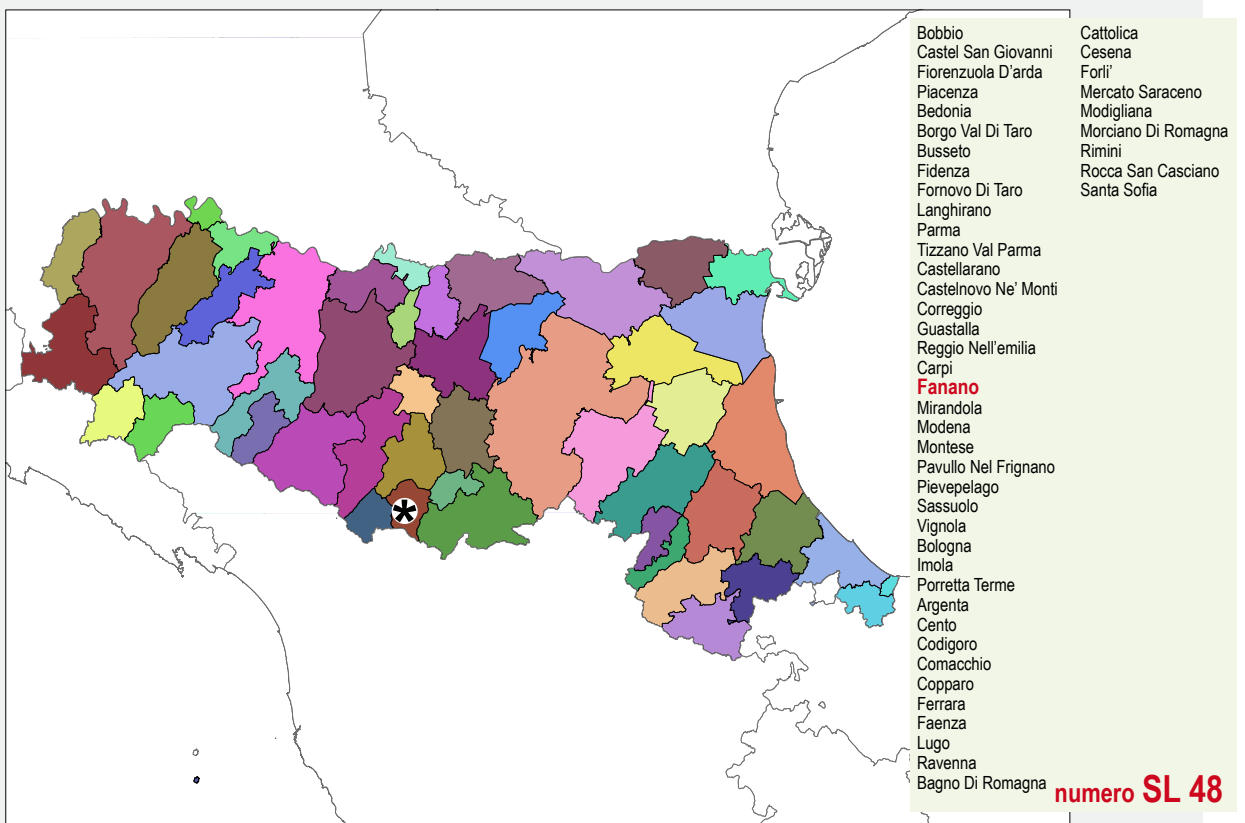 Bobbio
Castel San Giovanni
Fiorenzuola D'arda
Piacenza
Bedonia
Borgo Val Di Taro
Busseto
Fidenza
Fornovo Di Taro
Langhirano
Parma
Tizzano Val Parma
Castellarano
Castelnovo Ne' Monti
Correggio
Guastalla
Reggio Nell'emilia
Carpi
Fanano
Mirandola
Modena
Montese
Pavullo Nel Frignano
Pievepelago
Sassuolo
Vignola
Bologna
Imola
Porretta Terme
Argenta
Cento
Codigoro
Comacchio
Copparo
Ferrara
Faenza
Lugo
Ravenna
Bagno Di Romagna
Cattolica
Cesena
Forli'
Mercato Saraceno
Modigliana
Morciano Di Romagna
Rimini
Rocca San Casciano
Santa Sofia
numero SL 48
*